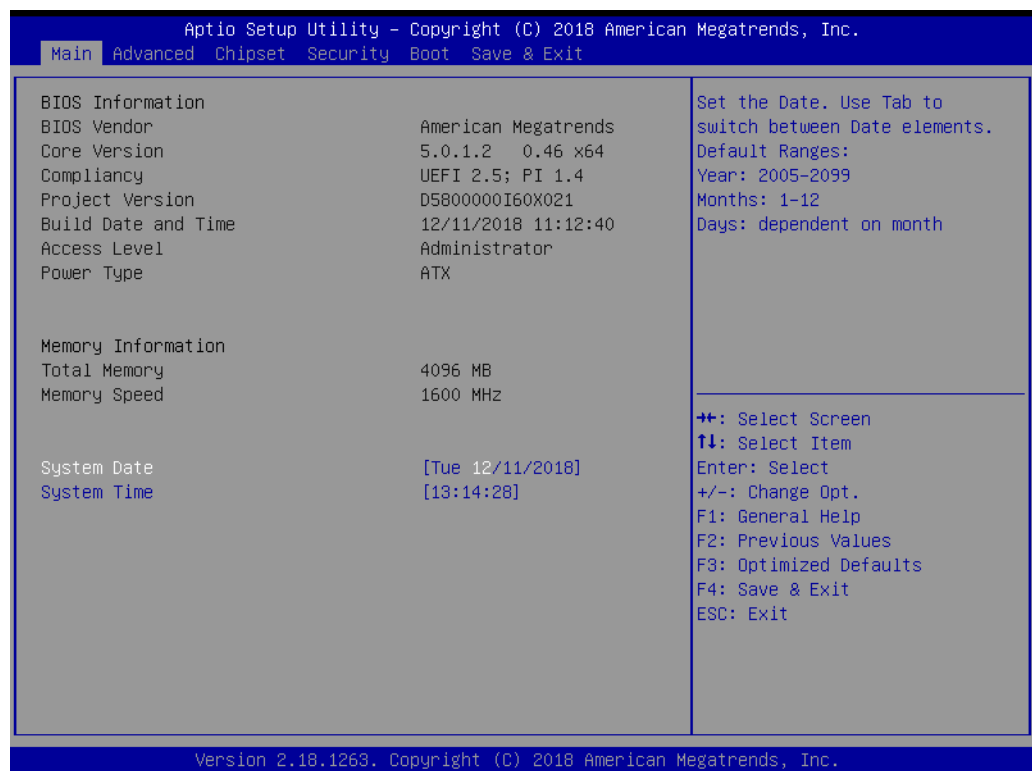 Aptio Setup Utility – Copyright (C) 2018 American Megatrends, Inc.
Main Advanced Chipset Security Boot Save & Exit
BIOS Information
BIOS Vendor American Megatrends
Core Version 5.0.1.2 0.46 x64
Compliancy UEFI 2.5; PI 1.4
Project Version D5800000I60X021
Build Date and Time 12/11/2018 11:12:40
Access Level Administrator
Power Type ATX
Memory Information
Total Memory 4096 MB
Memory Speed 1600 MHz
System Date [Tue 12/11/2018]
System Time [13:14:28]
Set the Date. Use Tab to
switch between Date elements.
Default Ranges:
Year: 2005-2099
Months: 1-12
Days: dependent on month
→←: Select Screen
↑↓: Select Item
Enter: Select
+/-: Change Opt.
F1: General Help
F2: Previous Values
F3: Optimized Defaults
F4: Save & Exit
ESC: Exit
Version 2.18.1263. Copyright (C) 2018 American Megatrends, Inc.